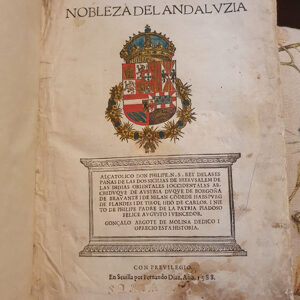 NOBLEZA DEL ANDALVZIA
AL CATOLICO DON PHILIPE N. S. REY DE LAS ES
PAÑAS DE LAS DOS SICILIAS DE HIERVSALEM DE
LAS INDIAS ORIENTALES I OCCIDENTALES AR
CHIDVQVE DE AVSTRIA DVQVE DE BORGOÑA
DE BRAVANTE I DE MILAN CONDE DE HABSPVRG
DE FLANDES I DE TIROL HIJO DE CARLOS I NIE
TO DE PHILIPE PADRE DE LA PATRIA PIADOSO
FELICE AVGVSTO I VENCEDOR.
GONÇALO ARGOTE DE MOLINA DEDICO I
OFRECIO ESTA HISTORIA.
CON PREVILEGIO.
En Sevilla por Fernando Diaz. Año. 1588.